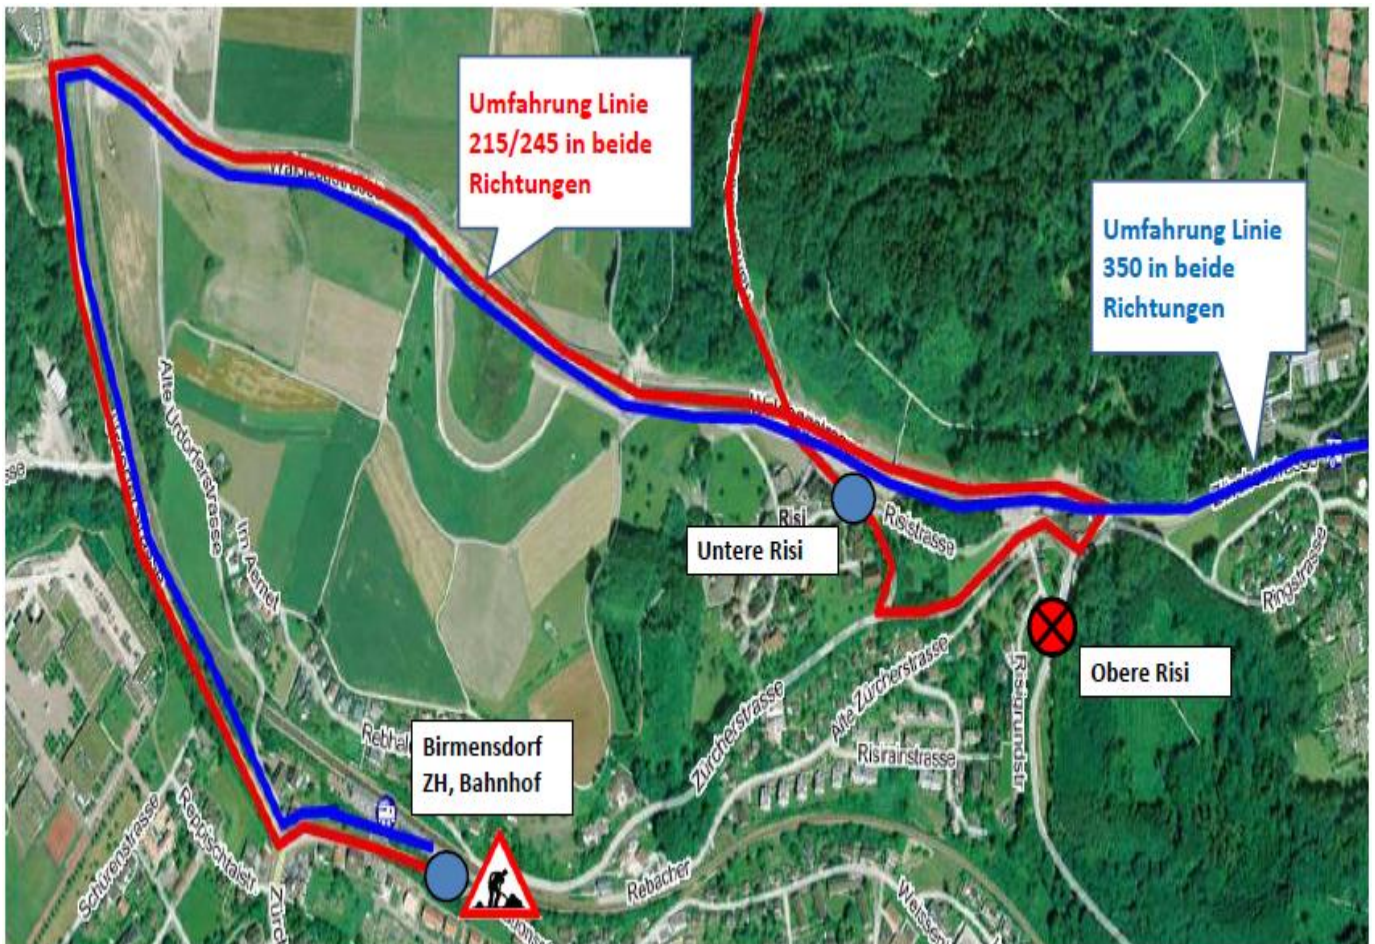 Umfahrung Linie
215/245 in beide
Richtungen
Umfahrung Linie
350 in beide
Richtungen
Alte Urdorferstrasse
Im Aemet
Risi
Risistrasse
Untere Risi
Ringstrasse
Obere Risi
Zürcherstrasse
Alte Zürcherstrasse
Risirainstrasse
Risigrundstr
Birmensdorf
ZH, Bahnhof
Schürenstrasse
Reppischtalstr.
Rebacher